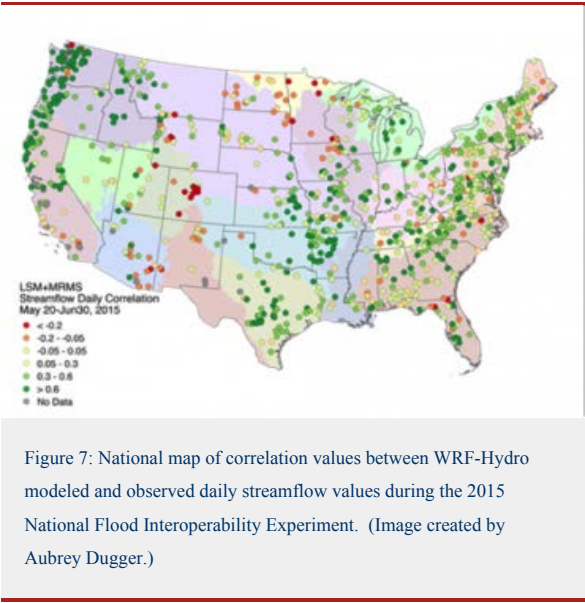 LSM+MRMS
Streamflow Daily Correlation
May 20-Jun30, 2015
< -0.2
-0.2 - -0.05
-0.05 - 0.05
0.05 - 0.3
0.3 - 0.6
> 0.6
No Data
Figure 7: National map of correlation values between WRF-Hydro
modeled and observed daily streamflow values during the 2015
National Flood Interoperability Experiment. (Image created by
Aubrey Dugger.)